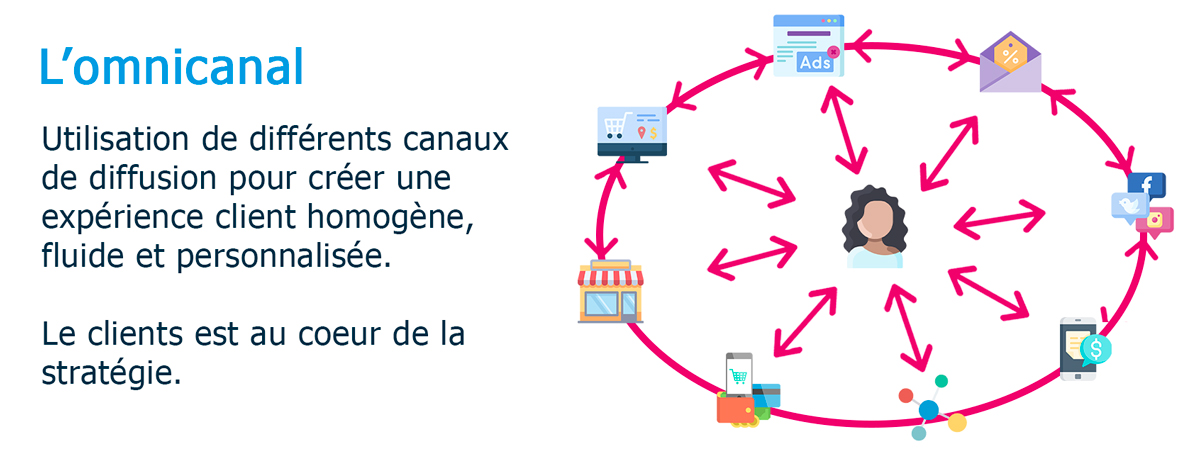 L’omnicanal
Utilisation de différents canaux
de diffusion pour créer une
expérience client homogène,
fluide et personnalisée.
Le clients est au coeur de la
stratégie.
Ads
%
$
f
$